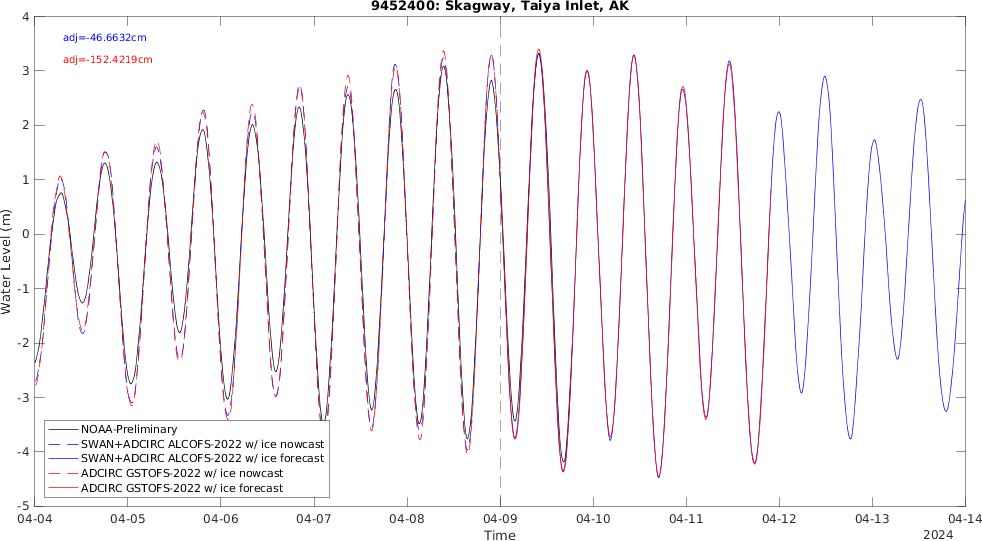 9452400: Skagway, Taiya Inlet, AK
4
adj=-46.6632cm
adj=-152.4219cm
3
2
1
0
-1
-2
-3
-4
-5
Water Level (m)
NOAA-Preliminary
SWAN+ADCIRC ALCOFS-2022 w/ ice nowcast
SWAN+ADCIRC ALCOFS-2022 w/ ice forecast
ADCIRC GSTOFS-2022 w/ ice nowcast
ADCIRC GSTOFS-2022 w/ ice forecast
04-04 04-05 04-06 04-07 04-08 04-09 04-10 04-11 04-12 04-13 04-14
Time
2024